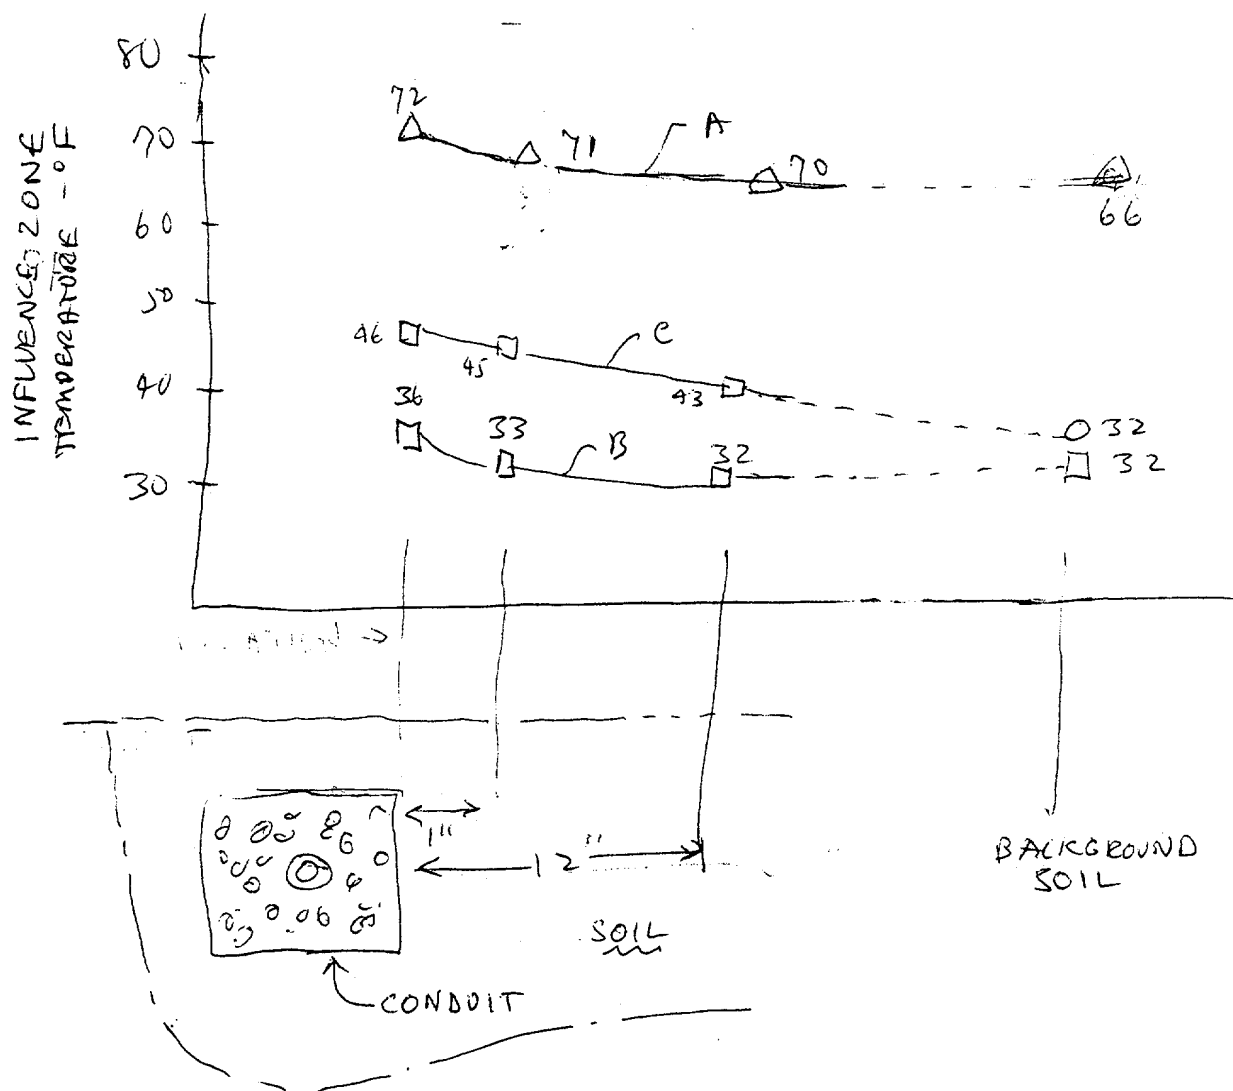 INFLUENCE ZONE
TEMPERATURE - °F
80
70
60
50
40
30
72
71
A
70
66
46
45
C
43
32
36
33
B
32
32
1"
12"
SOIL
CONDUIT
BACKGROUND
SOIL